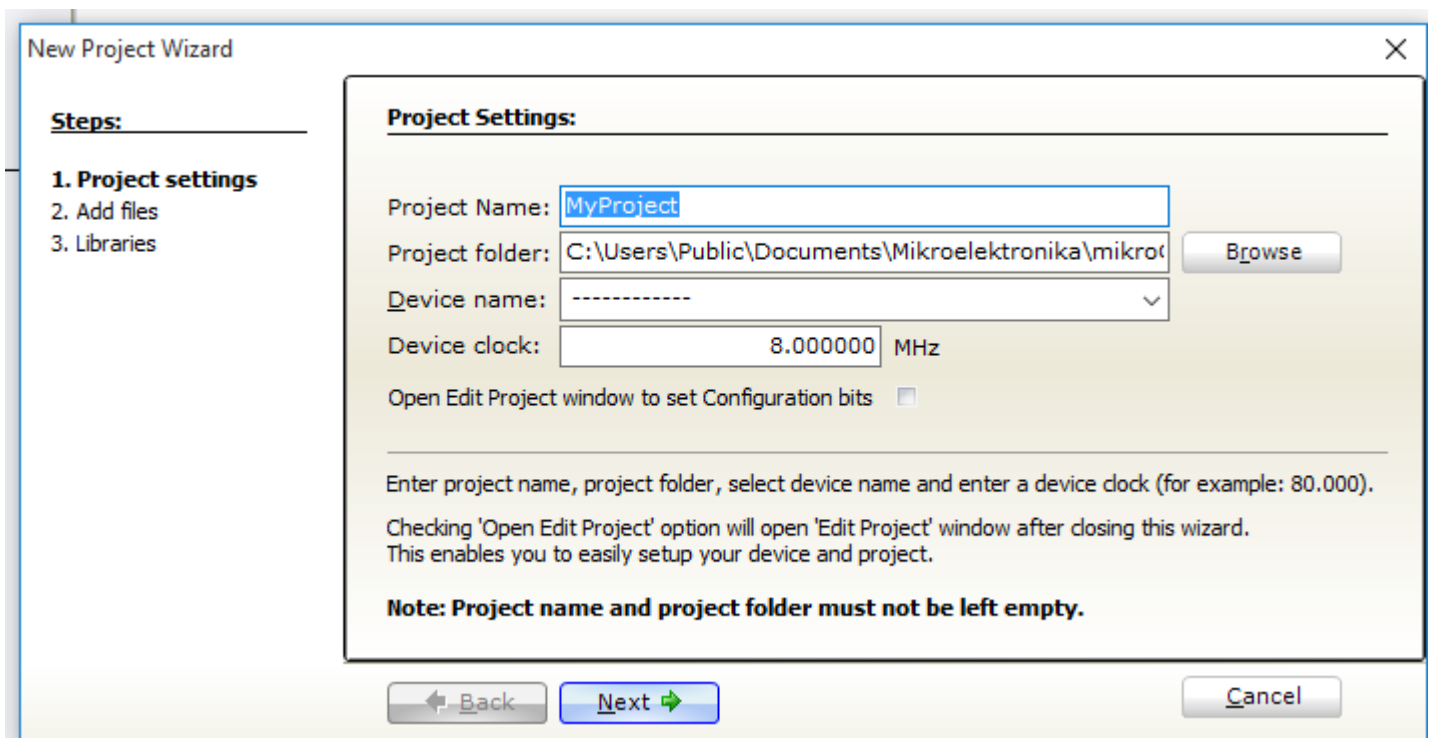 New Project Wizard
Steps:
1. Project settings
2. Add files
3. Libraries
Project Settings:
Project Name: MyProject
Project folder: C:\Users\Public\Documents\Mikroelektronika\mikro Browse
Device name: ------------
Device clock: 8.000000 MHz
Open Edit Project window to set Configuration bits
Enter project name, project folder, select device name and enter a device clock (for example: 80.000).
Checking 'Open Edit Project' option will open 'Edit Project' window after closing this wizard.
This enables you to easily setup your device and project.
Note: Project name and project folder must not be left empty.
Back Next Cancel